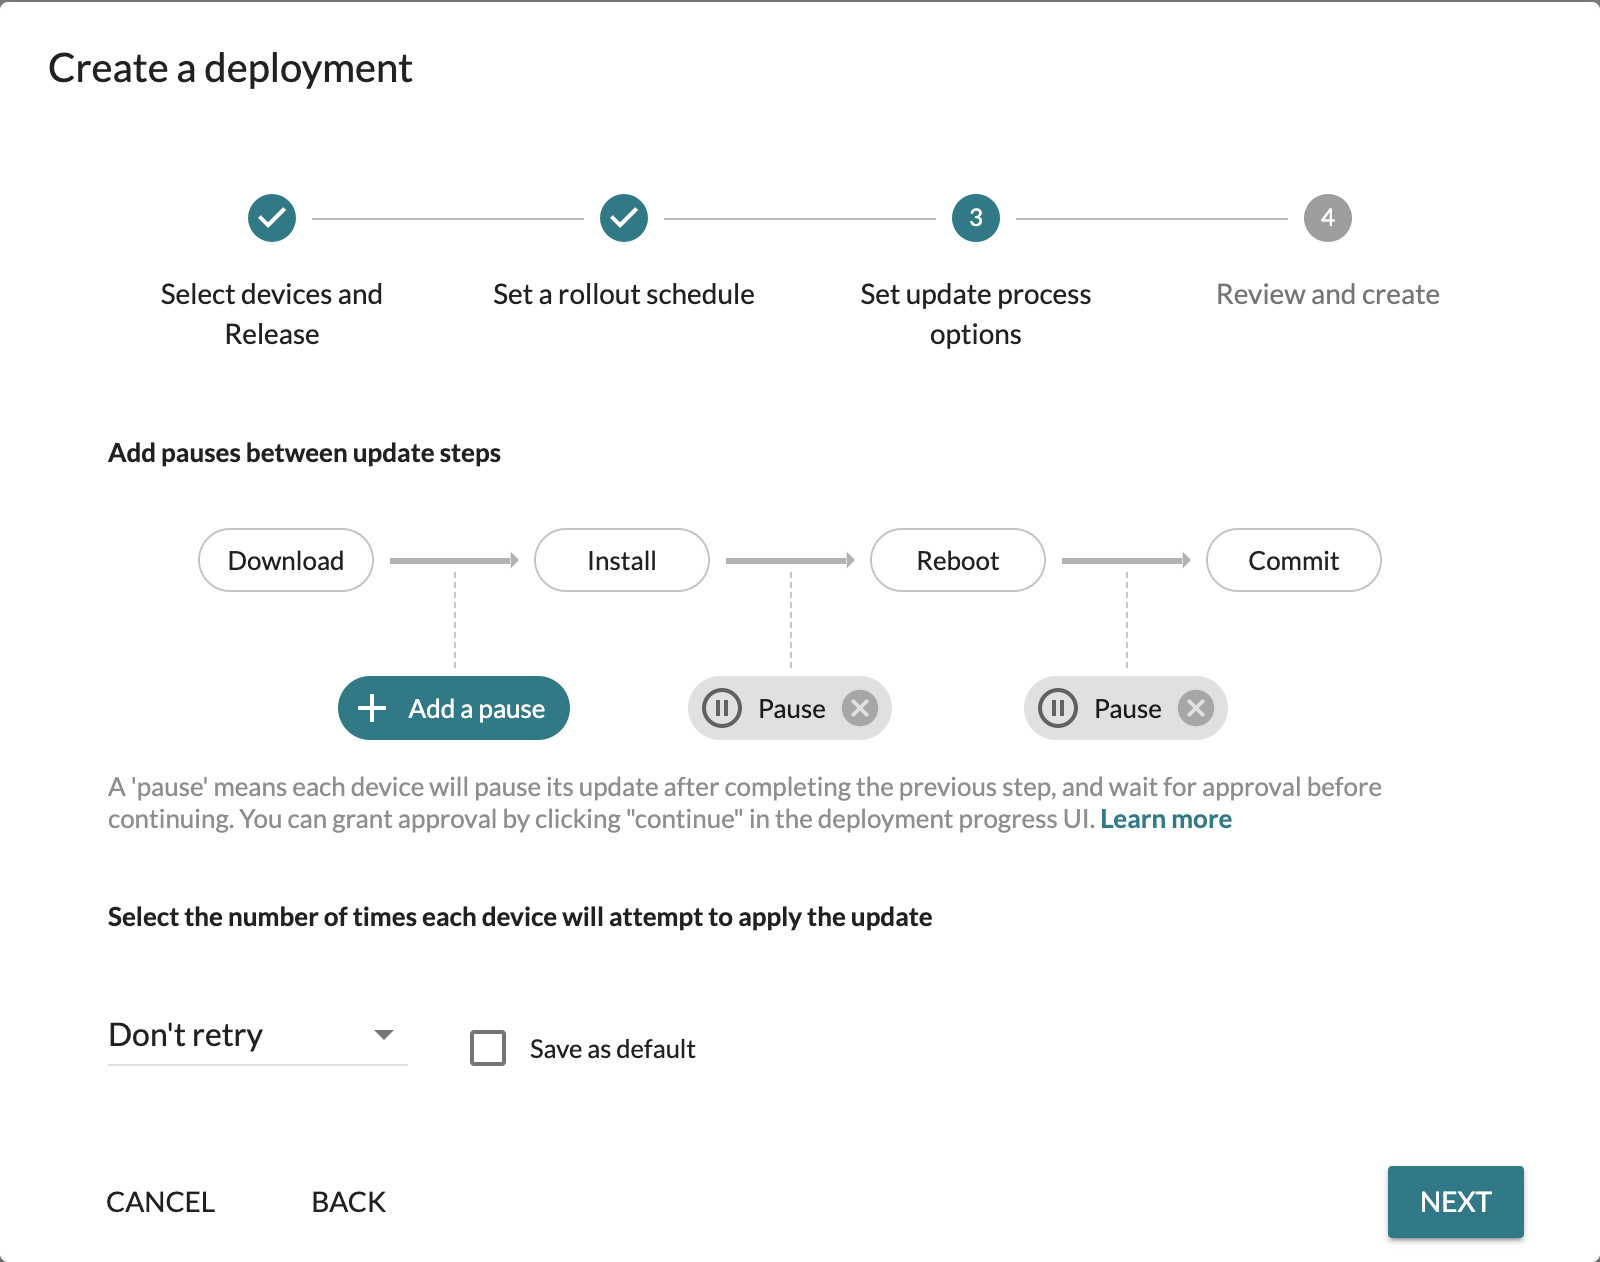 Create a deployment
3
4
Select devices and
Release
Set a rollout schedule
Set update process
options
Review and create
Add pauses between update steps
Download
Install
Reboot
Commit
Add a pause
Pause
Pause
A 'pause' means each device will pause its update after completing the previous step, and wait for approval before
continuing. You can grant approval by clicking "continue" in the deployment progress UI. Learn more
Select the number of times each device will attempt to apply the update
Don't retry
Save as default
CANCEL
BACK
NEXT